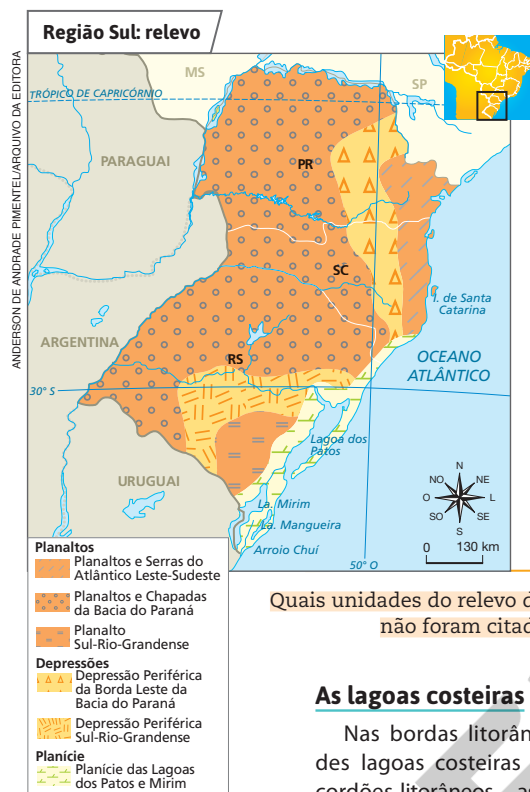 Região Sul: relevo
ANDERSON DE ANDRADE PIMENTEL/ARQUIVO DA EDITORA
MS
SP
TRÓPICO DE CAPRICÓRNIO
PARAGUAI
PR
SC
I. de Santa
Catarina
ARGENTINA
OCEANO
ATLÂNTICO
RS
30° S
Lagoa dos
Patos
URUGUAI
La. Mirim
La. Mangueira
Arroio Chuí
N
NO
NE
O
L
SO
SE
S
0 130 km
50° O
Planaltos
Planaltos e Serras do
Atlântico Leste-Sudeste
Planaltos e Chapadas
da Bacia do Paraná
Planalto
Sul-Rio-Grandense
Depressões
Depressão Periférica
da Borda Leste da
Bacia do Paraná
Depressão Periférica
Sul-Rio-Grandense
Planície
Planície das Lagoas
dos Patos e Mirim
Quais unidades do relevo d
não foram citad
As lagoas costeiras
Nas bordas litorân
des lagoas costeiras